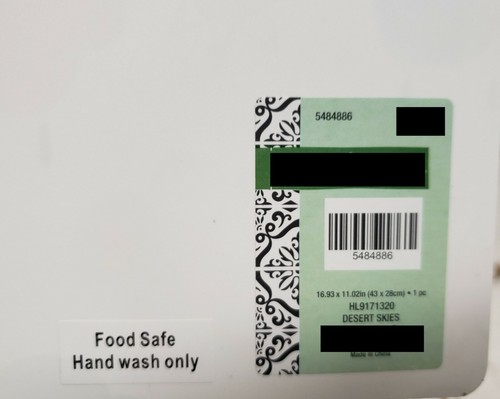 5484886
5484886
16.93 x 11.02in (43 x 28cm) • 1 pc
HL9171320
DESERT SKIES
Made in China
Food Safe
Hand wash only